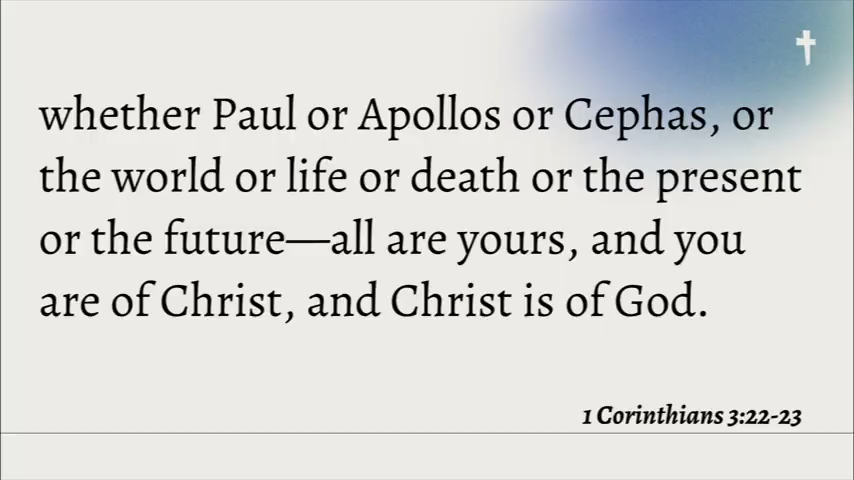 whether Paul or Apollos or Cephas, or
the world or life or death or the present
or the future—all are yours, and you
are of Christ, and Christ is of God.
1 Corinthians 3:22-23